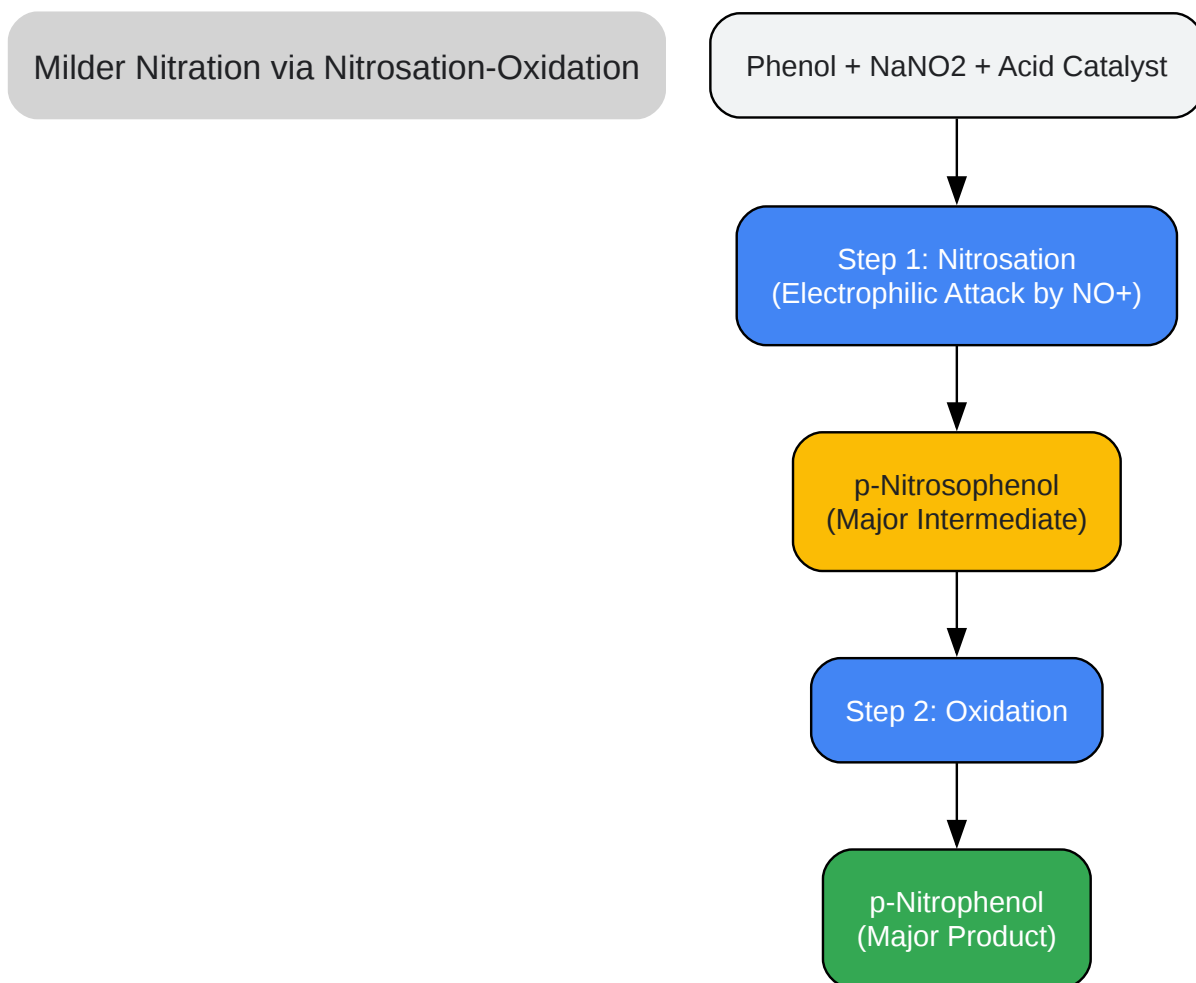 Milder Nitration via Nitrosation-Oxidation
Phenol + NaNO2 + Acid Catalyst
Step 1: Nitrosation
(Electrophilic Attack by NO+)
p-Nitrosophenol
(Major Intermediate)
Step 2: Oxidation
p-Nitrophenol
(Major Product)